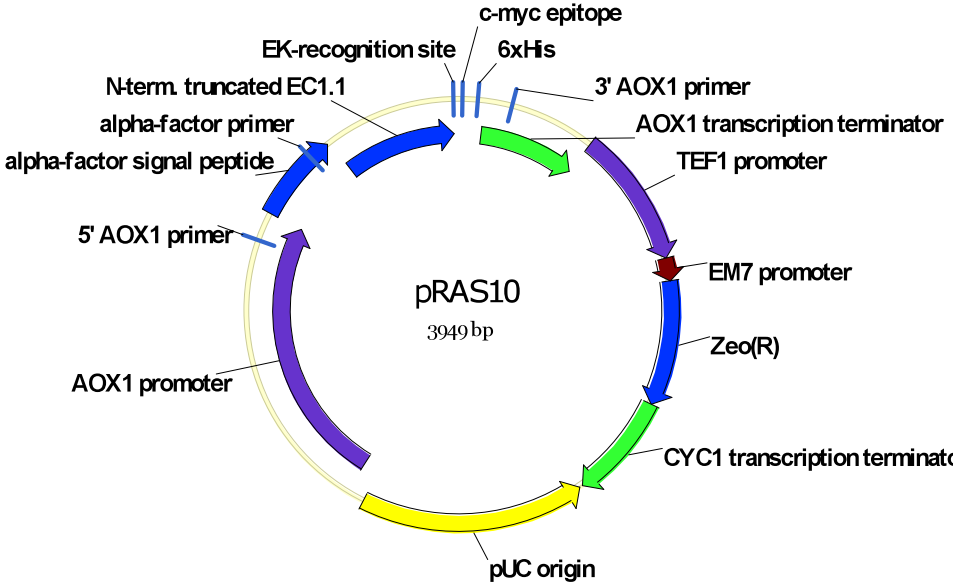 c-myc epitope
EK-recognition site
6xHis
N-term. truncated EC1.1
3' AOX1 primer
alpha-factor primer
AOX1 transcription terminator
alpha-factor signal peptide
TEF1 promoter
5' AOX1 primer
EM7 promoter
pRAS10
3949 bp
Zeo(R)
AOX1 promoter
CYC1 transcription terminato
pUC origin